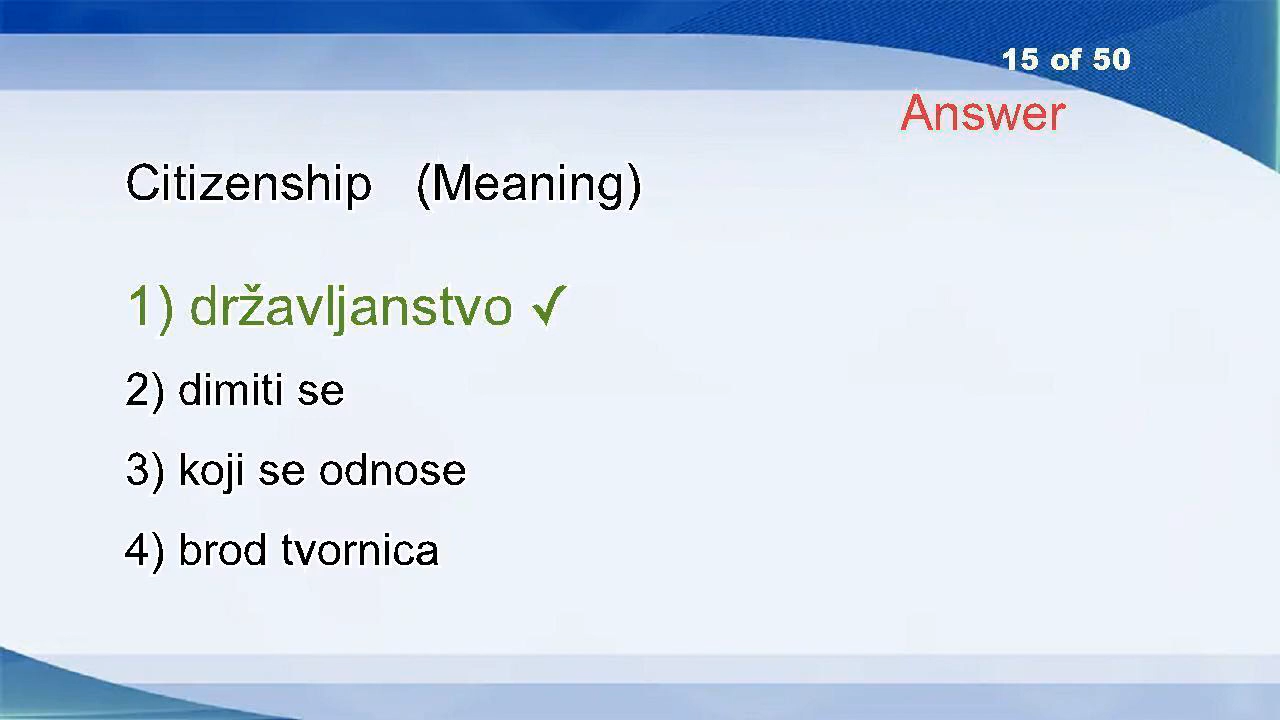 15 of 50
Answer
Citizenship (Meaning)
1) državljanstvo ✓
2) dimiti se
3) koji se odnose
4) brod tvornica